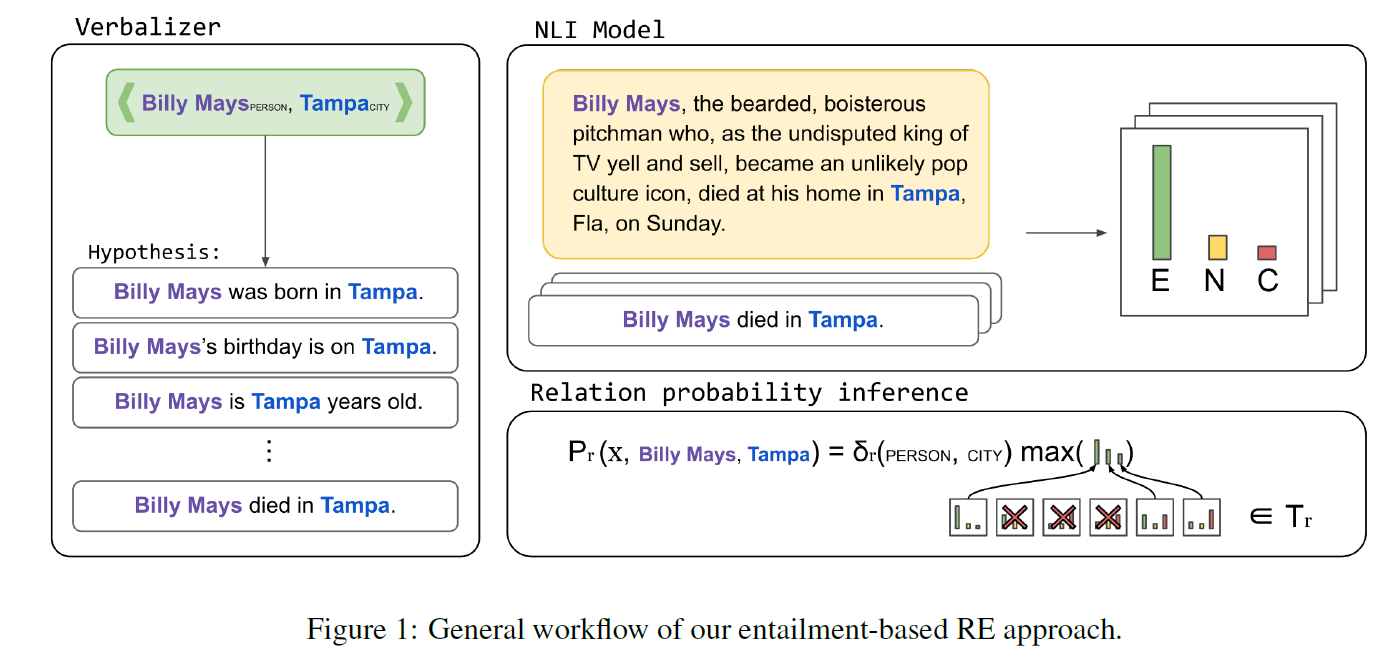 Verbalizer
❰ Billy Mays PERSON, Tampa CITY ❱
Hypothesis:
Billy Mays was born in Tampa.
Billy Mays's birthday is on Tampa.
Billy Mays is Tampa years old.
⋮
Billy Mays died in Tampa.
NLI Model
Billy Mays, the bearded, boisterous
pitchman who, as the undisputed king of
TV yell and sell, became an unlikely pop
culture icon, died at his home in Tampa,
Fla, on Sunday.
Billy Mays died in Tampa.
E N C
Relation probability inference
Pr (x, Billy Mays, Tampa) = δr(PERSON, CITY) max( )
∈ Tr
Figure 1: General workflow of our entailment-based RE approach.